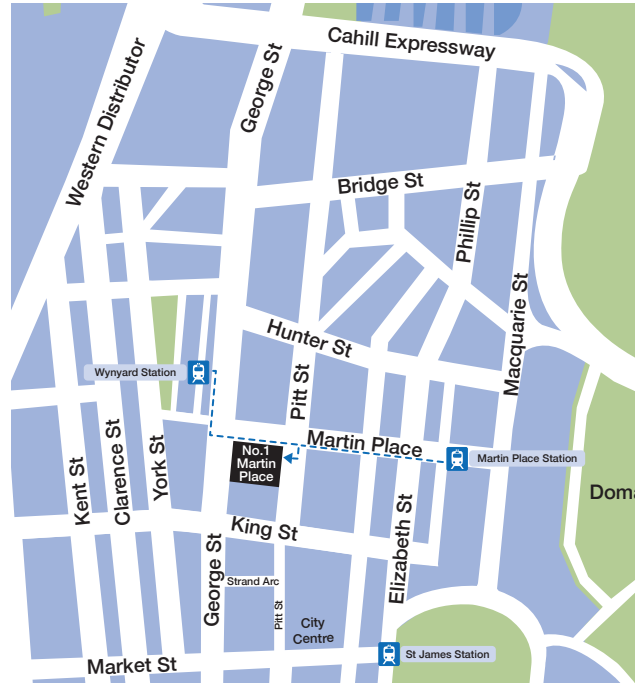 Cahill Expressway
George St
Western Distributor
Bridge St
Phillip St
Macquarie St
Hunter St
Wynyard Station
Pitt St
Martin Place
No.1
Martin
Place
Martin Place Station
Kent St
Clarence St
York St
Doma
King St
Elizabeth St
George St
Strand Arc
Pitt St
City
Centre
St James Station
Market St